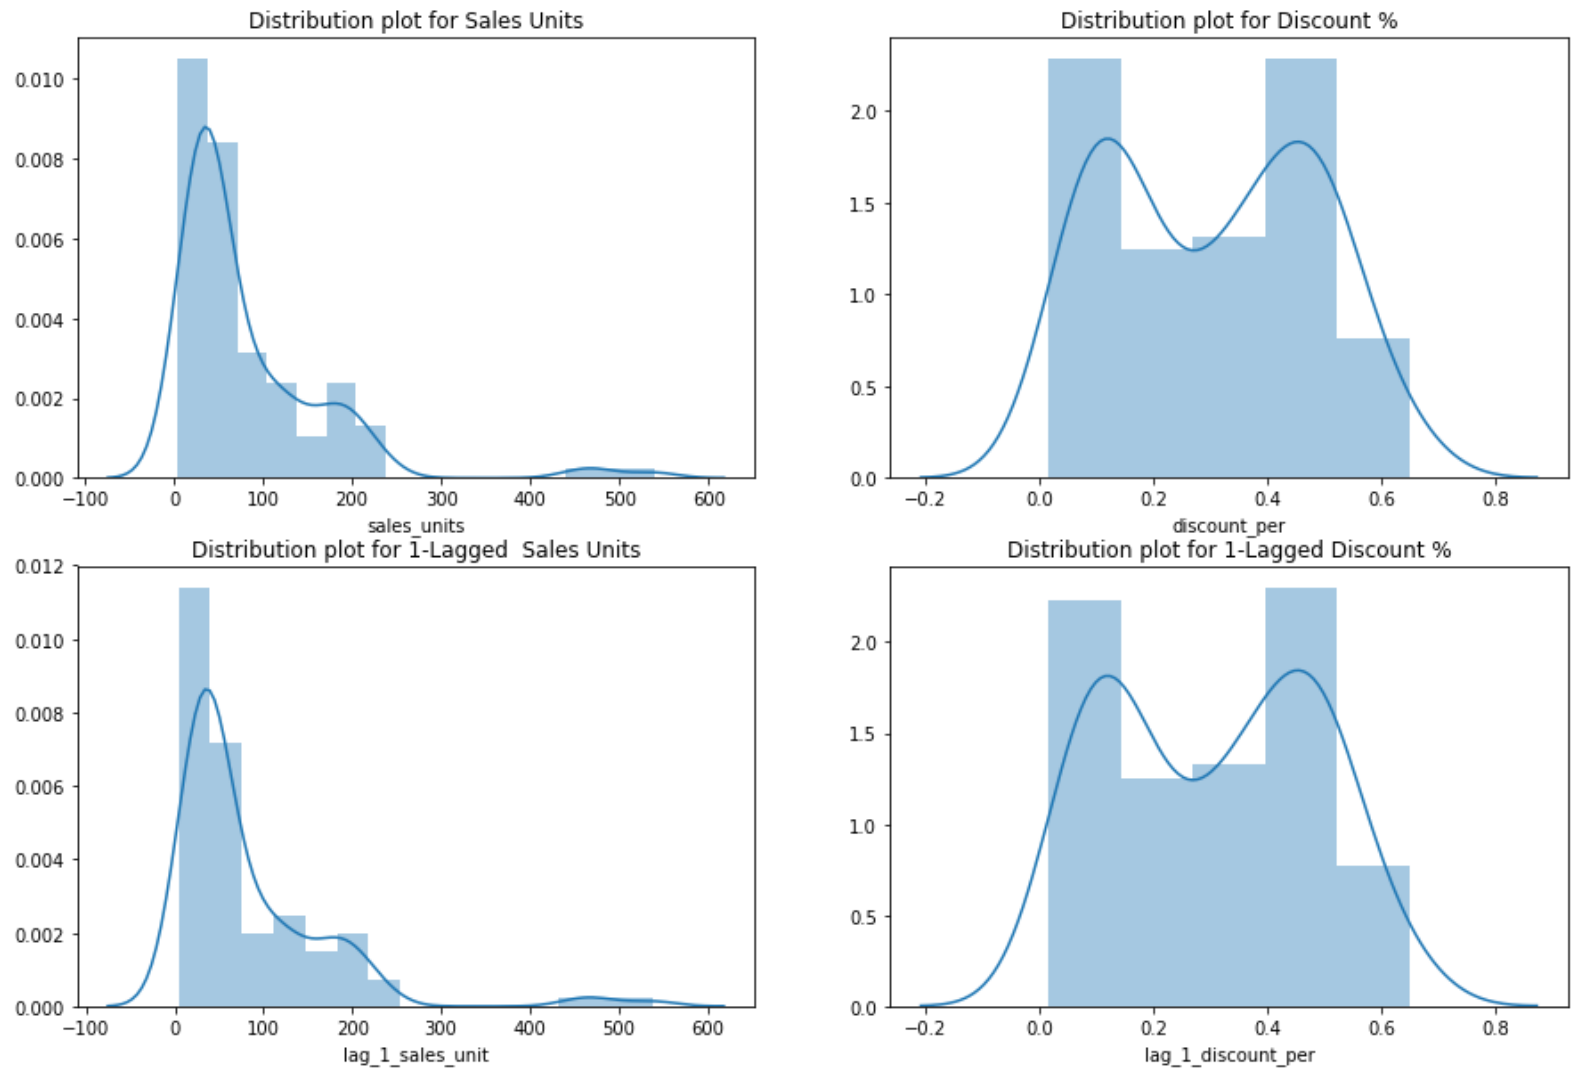 Distribution plot for Sales Units
0.010
0.008
0.006
0.004
0.002
0.000
−100 0 100 200 300 400 500 600
sales_units
Distribution plot for Discount %
2.0
1.5
1.0
0.5
0.0
−0.2 0.0 0.2 0.4 0.6 0.8
discount_per
Distribution plot for 1-Lagged  Sales Units
0.012
0.010
0.008
0.006
0.004
0.002
0.000
−100 0 100 200 300 400 500 600
lag_1_sales_unit
Distribution plot for 1-Lagged Discount %
2.0
1.5
1.0
0.5
0.0
−0.2 0.0 0.2 0.4 0.6 0.8
lag_1_discount_per